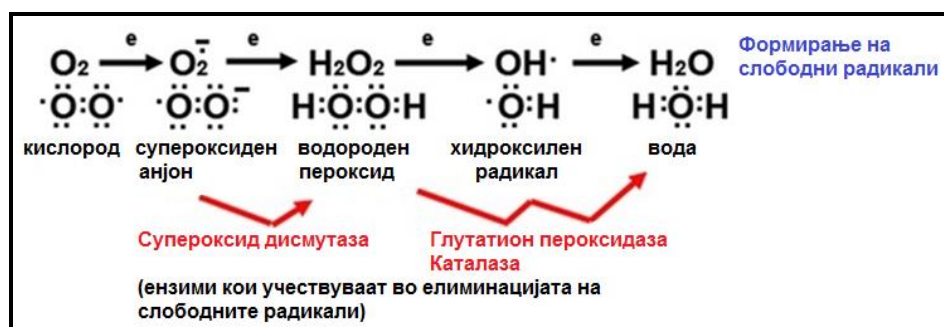 e e e e
O₂ → O₂·⁻ → H₂O₂ → OH· → H₂O
Формирање на
слободни радикали
·O:O· ·O:O:⁻ H:O:O:H ·O:H H:O:H
кислород супероксиден водороден хидроксилен вода
анјон пероксид радикал
Супероксид дисмутаза Глутатион пероксидаза
Каталаза
(ензими кои учествуваат во елиминацијата на
слободните радикали)